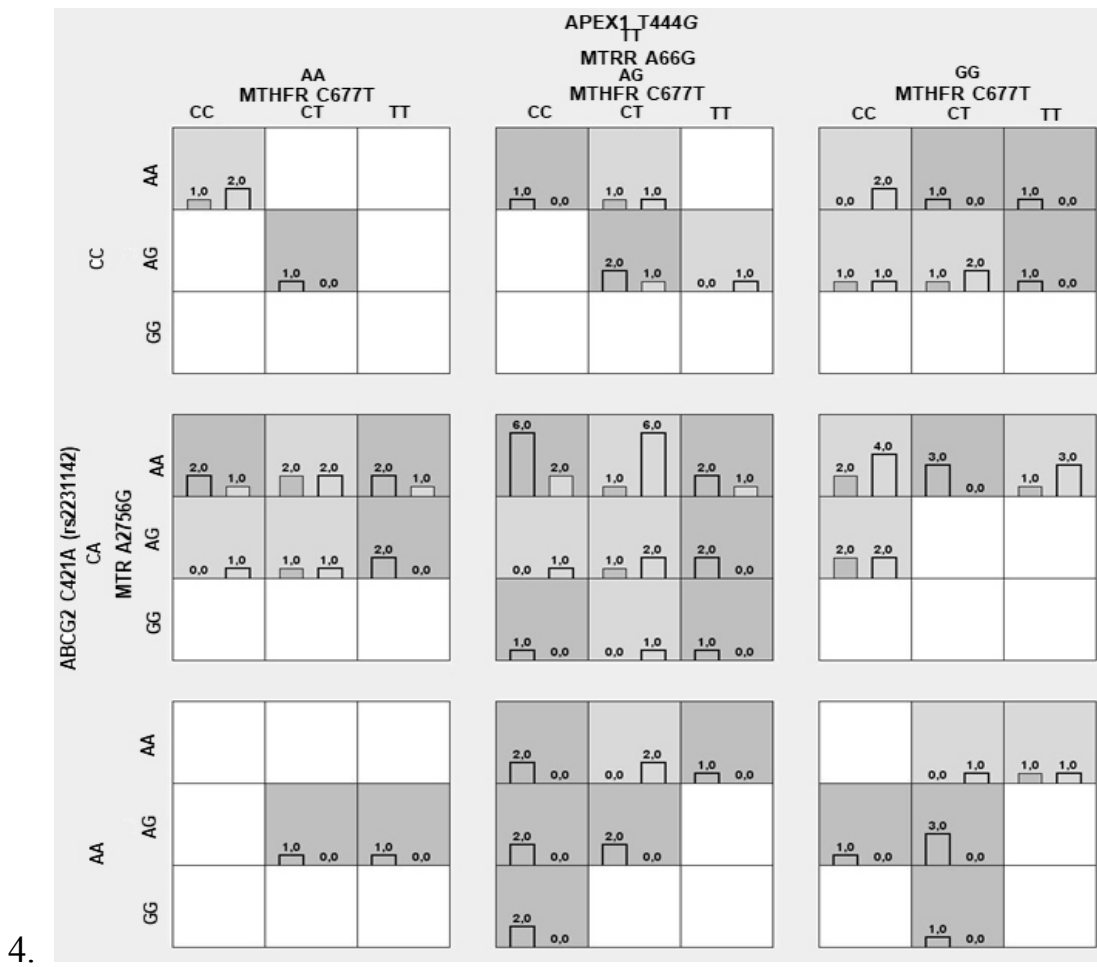 APEX1 T444G
TT
MTRR A66G
AA AG GG
MTHFR C677T MTHFR C677T MTHFR C677T
CC CT TT CC CT TT CC CT TT
ABCG2 C421A (rs2231142)
MTR A2756G
CC
AA
1,0 2,0 1,0 0,0 1,0 1,0 0,0 2,0 1,0 0,0 1,0 0,0
AG
1,0 0,0 2,0 1,0 0,0 1,0 1,0 1,0 1,0 2,0 1,0 0,0
GG
CA
AA
2,0 1,0 2,0 2,0 2,0 1,0 6,0 2,0 1,0 6,0 2,0 1,0 2,0 4,0 3,0 0,0 1,0 3,0
AG
0,0 1,0 1,0 1,0 2,0 0,0 0,0 1,0 1,0 2,0 2,0 0,0 2,0 2,0
GG
1,0 0,0 0,0 1,0 1,0 0,0
AA
AA
2,0 0,0 0,0 2,0 1,0 0,0 0,0 1,0 1,0 1,0
AG
1,0 0,0 1,0 0,0 2,0 0,0 2,0 0,0 1,0 0,0 3,0 0,0
GG
2,0 0,0 1,0 0,0
4.